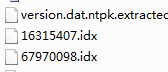 version.dat.ntpk.extracted
16315407.idx
67970098.idx